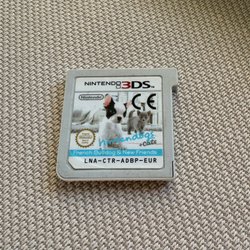 NINTENDO 3DS
Nintendo
CE
nintendogs
+cats
French Bulldog & New Friends
LNA-CTR-ADBP-EUR